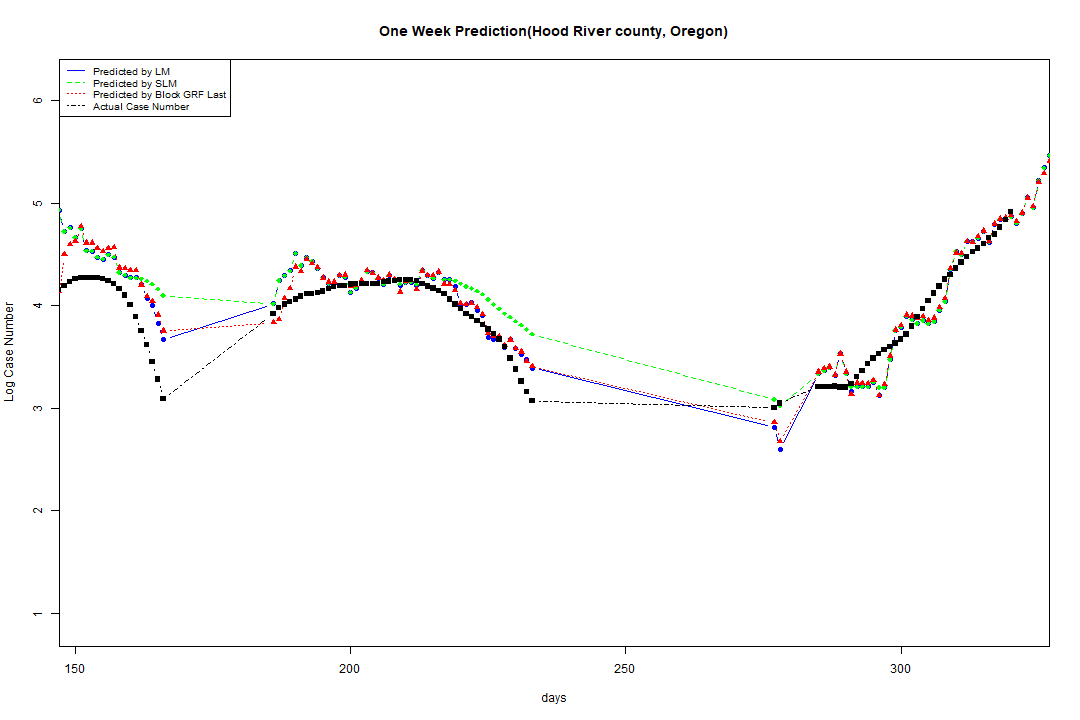 One Week Prediction(Hood River county, Oregon)
Predicted by LM
Predicted by SLM
Predicted by Block GRF Last
Actual Case Number
6
5
4
3
2
1
Log Case Number
150 200 250 300
days